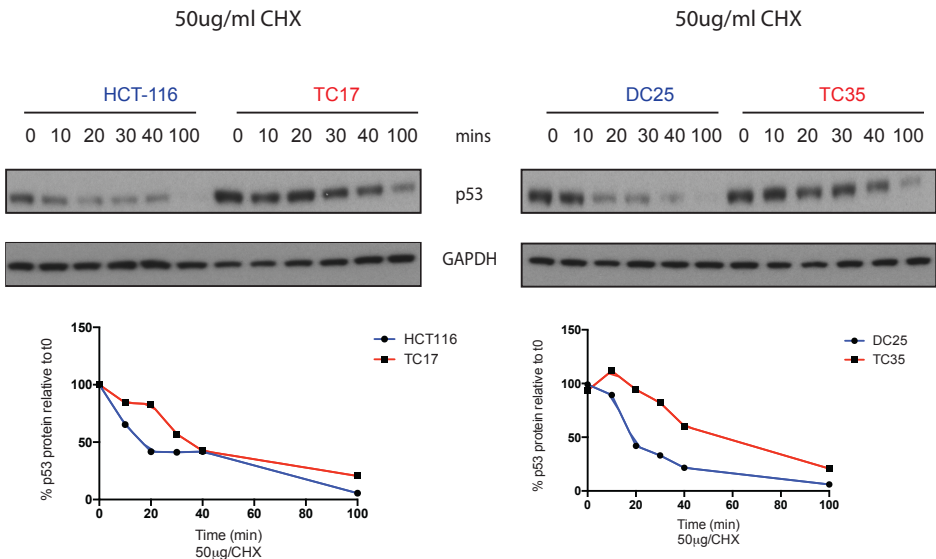 50ug/ml CHX
50ug/ml CHX
HCT-116 TC17
DC25 TC35
0 10 20 30 40 100 0 10 20 30 40 100
mins
0 10 20 30 40 100 0 10 20 30 40 100
p53
GAPDH
% p53 protein relative to t0
150
100
50
0
0 20 40 60 80 100
Time (min)
50µg/CHX
HCT116
TC17
% p53 protein relative to t0
150
100
50
0
0 20 40 60 80 100
Time (min)
50µg/CHX
DC25
TC35